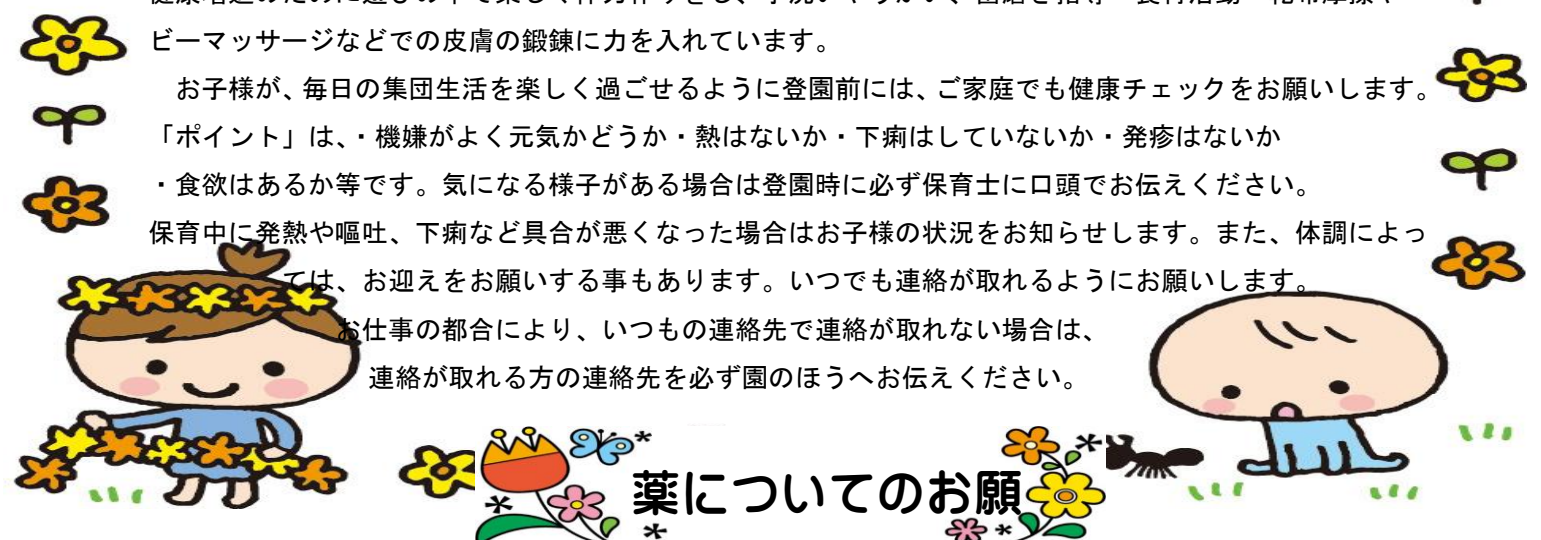 ビーマッサージなどでの皮膚の鍛錬に力を入れています。
お子様が、毎日の集団生活を楽しく過ごせるように登園前には、ご家庭でも健康チェックをお願いします。
「ポイント」は、・機嫌がよく元気かどうか・熱はないか・下痢はしていないか・発疹はないか
・食欲はあるか等です。気になる様子がある場合は登園時に必ず保育士に口頭でお伝えください。
保育中に発熱や嘔吐、下痢など具合が悪くなった場合はお子様の状況をお知らせします。また、体調によっ
ては、お迎えをお願いする事もあります。いつでも連絡が取れるようにお願いします。
お仕事の都合により、いつもの連絡先で連絡が取れない場合は、
連絡が取れる方の連絡先を必ず園のほうへお伝えください。
薬についてのお願